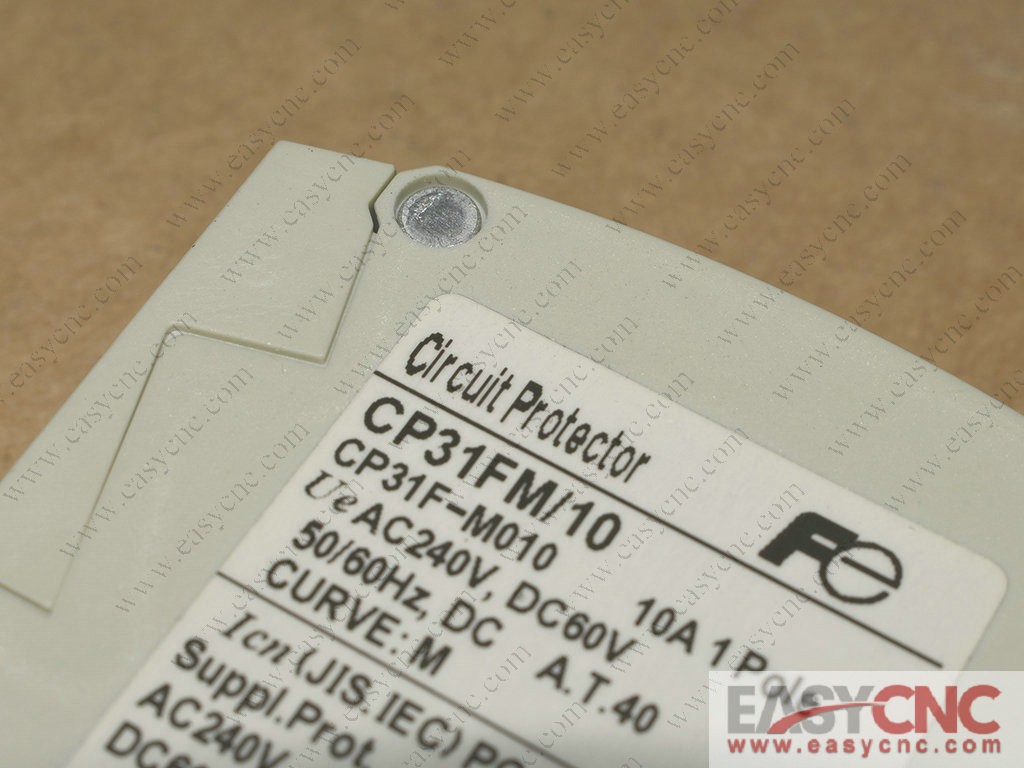 Circuit Protector
CP31FM/10
CP31F-M010 10A 1P
Ue AC240V, DC60V
50/60Hz, DC A.T.40
CURVE: M
Icn (JIS.IEC)
Suppl.Prot.
AC240V
EASYCNC
www.easycnc.com